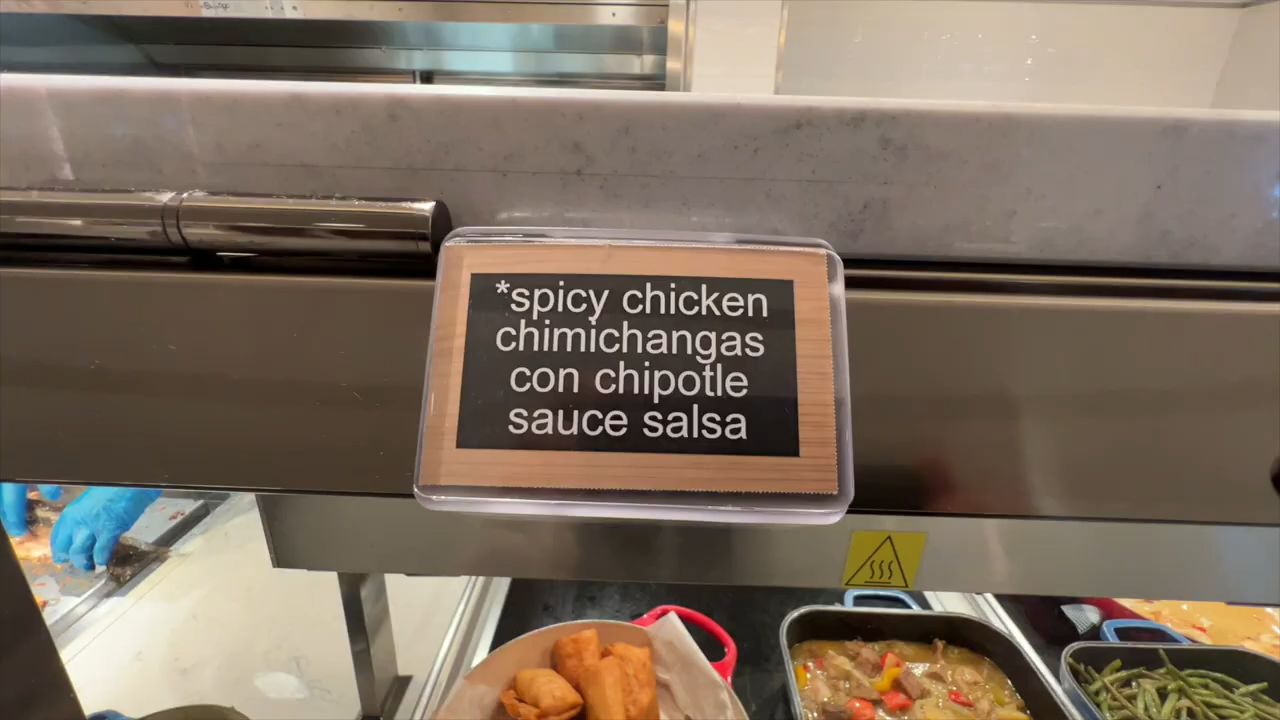 *spicy chicken
chimichangas
con chipotle
sauce salsa